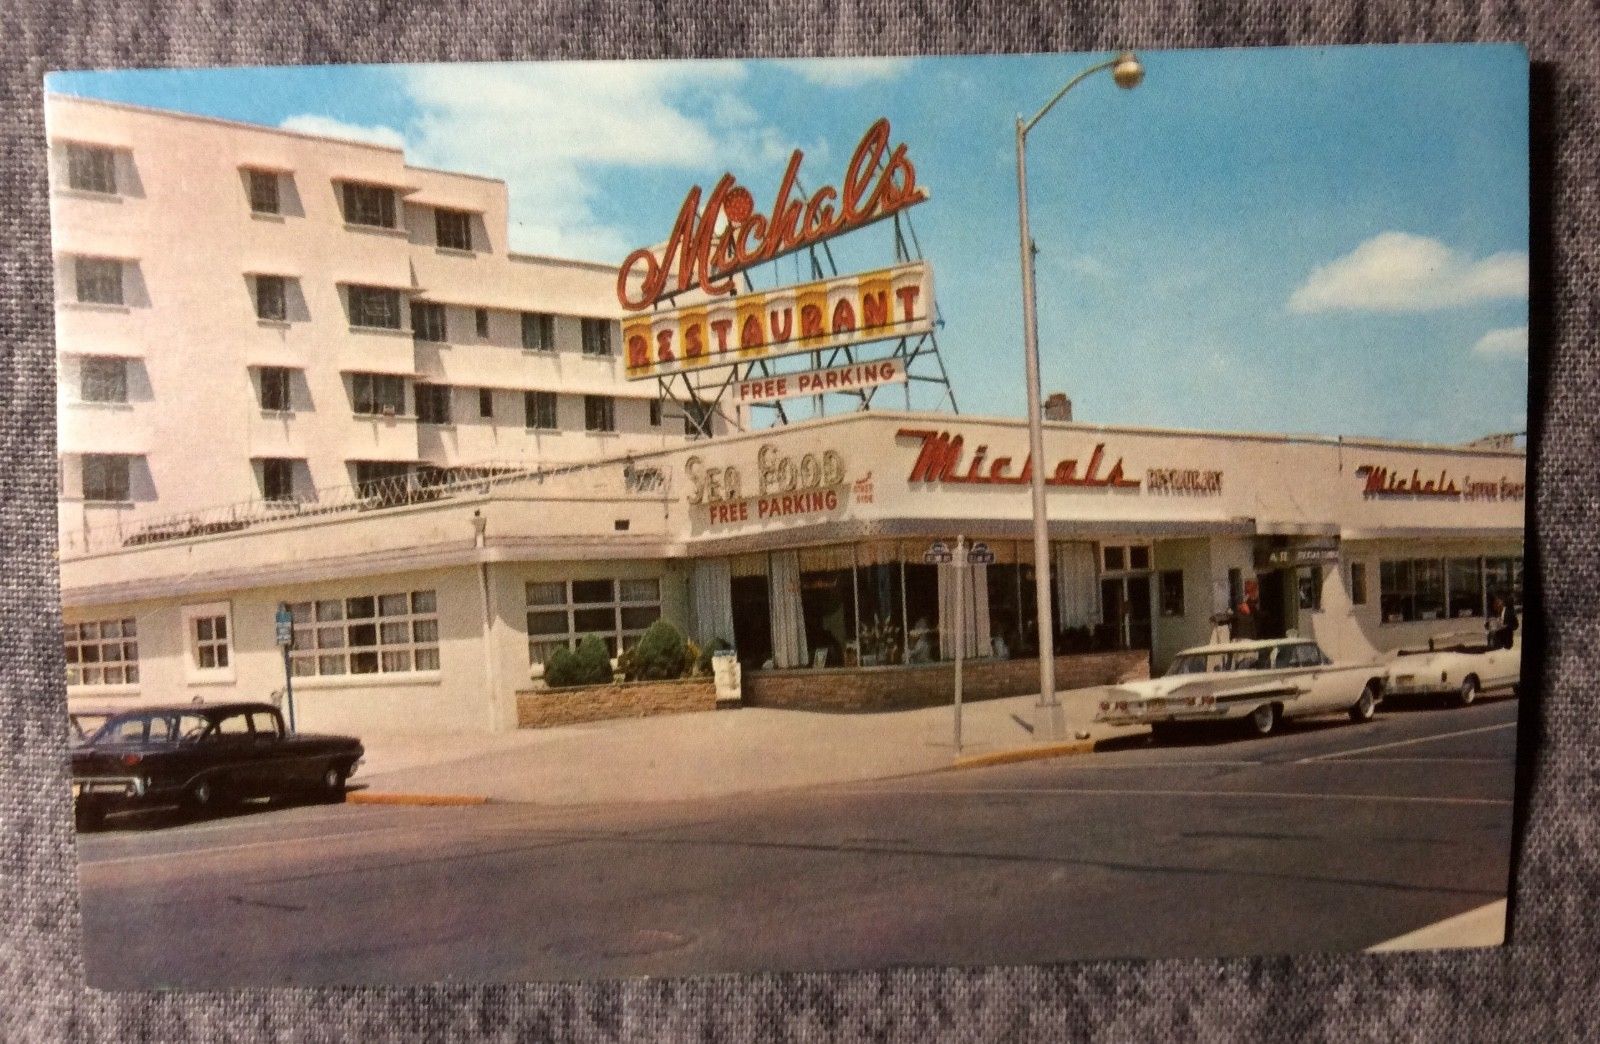 Michals
RESTAURANT
FREE PARKING
SEA FOOD
FREE PARKING
Michals RESTAURANT
Michals